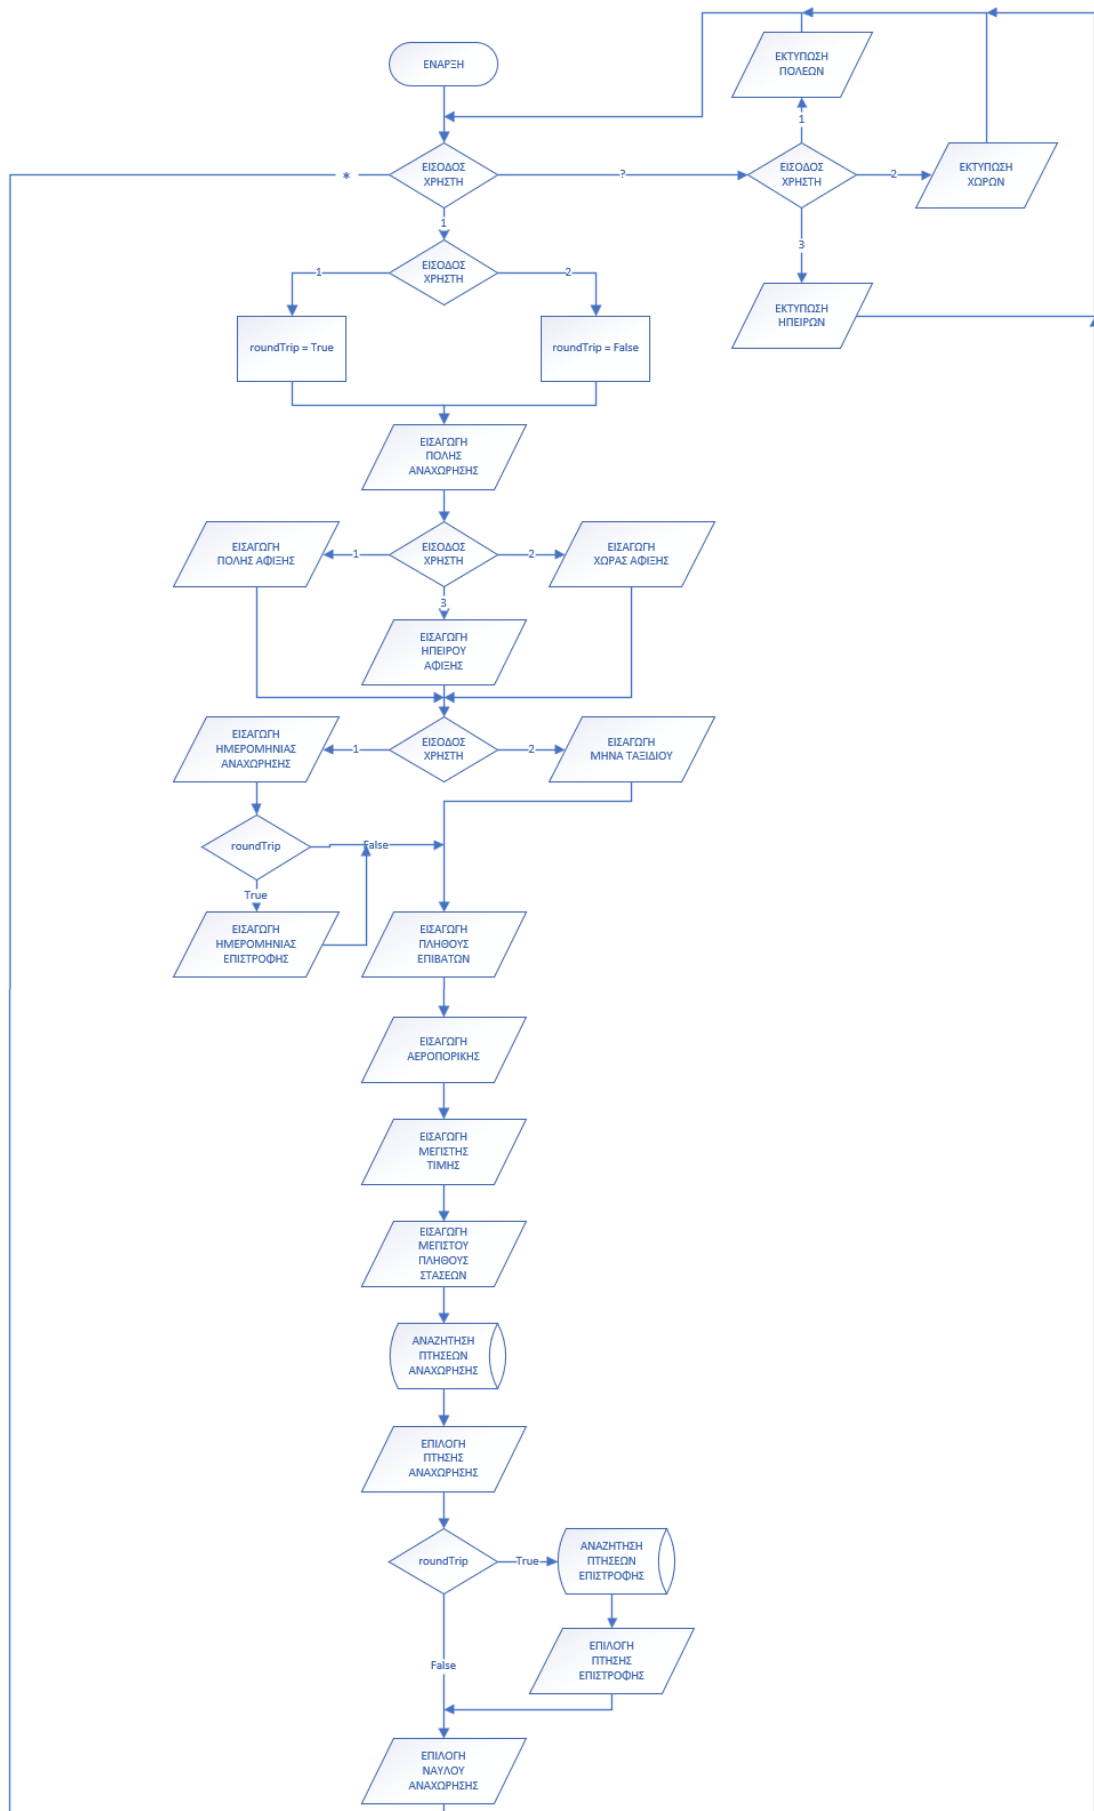 ΕΝΑΡΞΗ
ΕΚΤΥΠΩΣΗ
ΠΟΛΕΩΝ
1
ΕΙΣΟΔΟΣ
ΧΡΗΣΤΗ
*
?
ΕΙΣΟΔΟΣ
ΧΡΗΣΤΗ
2
ΕΚΤΥΠΩΣΗ
ΧΩΡΩΝ
1
3
ΕΙΣΟΔΟΣ
ΧΡΗΣΤΗ
1
2
ΕΚΤΥΠΩΣΗ
ΗΠΕΙΡΩΝ
roundTrip = True
roundTrip = False
ΕΙΣΑΓΩΓΗ
ΠΟΛΗΣ
ΑΝΑΧΩΡΗΣΗΣ
ΕΙΣΑΓΩΓΗ
ΠΟΛΗΣ ΑΦΙΞΗΣ
1
ΕΙΣΟΔΟΣ
ΧΡΗΣΤΗ
2
ΕΙΣΑΓΩΓΗ
ΧΩΡΑΣ ΑΦΙΞΗΣ
3
ΕΙΣΑΓΩΓΗ
ΗΠΕΙΡΟΥ
ΑΦΙΞΗΣ
ΕΙΣΑΓΩΓΗ
ΗΜΕΡΟΜΗΝΙΑΣ
ΑΝΑΧΩΡΗΣΗΣ
1
ΕΙΣΟΔΟΣ
ΧΡΗΣΤΗ
2
ΕΙΣΑΓΩΓΗ
ΜΗΝΑ ΤΑΞΙΔΙΟΥ
roundTrip
False
True
ΕΙΣΑΓΩΓΗ
ΗΜΕΡΟΜΗΝΙΑΣ
ΕΠΙΣΤΡΟΦΗΣ
ΕΙΣΑΓΩΓΗ
ΠΛΗΘΟΥΣ
ΕΠΙΒΑΤΩΝ
ΕΙΣΑΓΩΓΗ
ΑΕΡΟΠΟΡΙΚΗΣ
ΕΙΣΑΓΩΓΗ
ΜΕΓΙΣΤΗΣ
ΤΙΜΗΣ
ΕΙΣΑΓΩΓΗ
ΜΕΓΙΣΤΟΥ
ΠΛΗΘΟΥΣ
ΣΤΑΣΕΩΝ
ΑΝΑΖΗΤΗΣΗ
ΠΤΗΣΕΩΝ
ΑΝΑΧΩΡΗΣΗΣ
ΕΠΙΛΟΓΗ
ΠΤΗΣΗΣ
ΑΝΑΧΩΡΗΣΗΣ
roundTrip
True
ΑΝΑΖΗΤΗΣΗ
ΠΤΗΣΕΩΝ
ΕΠΙΣΤΡΟΦΗΣ
False
ΕΠΙΛΟΓΗ
ΠΤΗΣΗΣ
ΕΠΙΣΤΡΟΦΗΣ
ΕΠΙΛΟΓΗ
ΝΑΥΛΟΥ
ΑΝΑΧΩΡΗΣΗΣ